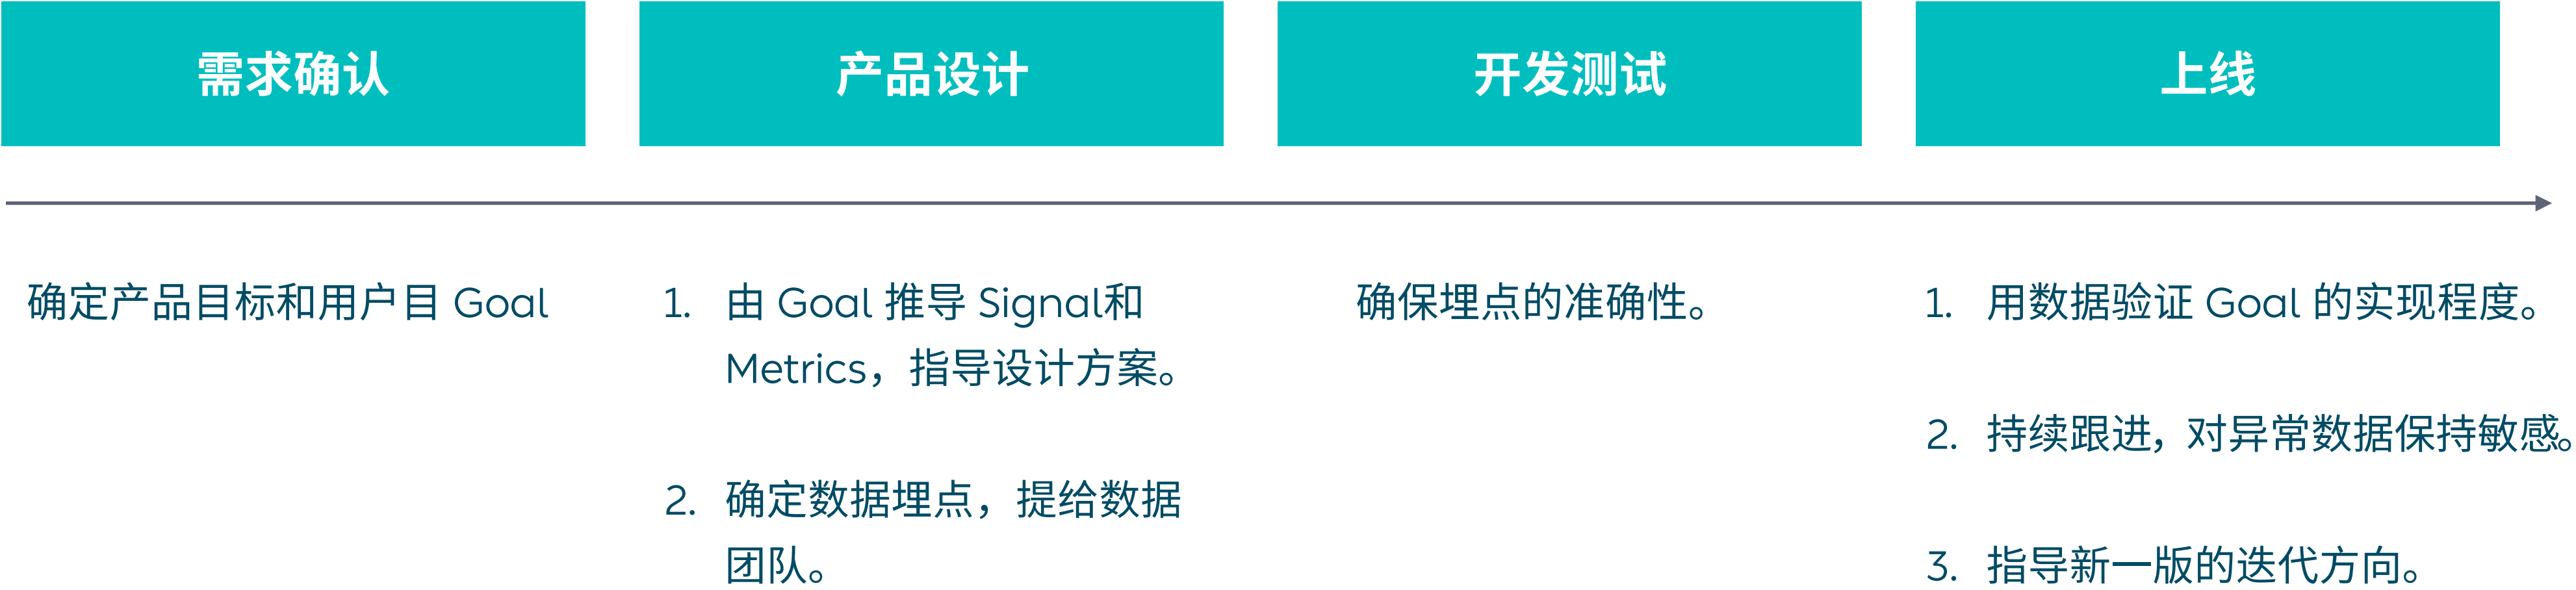 需求确认
产品设计
开发测试
上线
确定产品目标和用户目 Goal
1. 由 Goal 推导 Signal和
Metrics，指导设计方案。
2. 确定数据埋点，提给数据
团队。
确保埋点的准确性。
1. 用数据验证 Goal 的实现程度。
2. 持续跟进，对异常数据保持敏感。
3. 指导新一版的迭代方向。